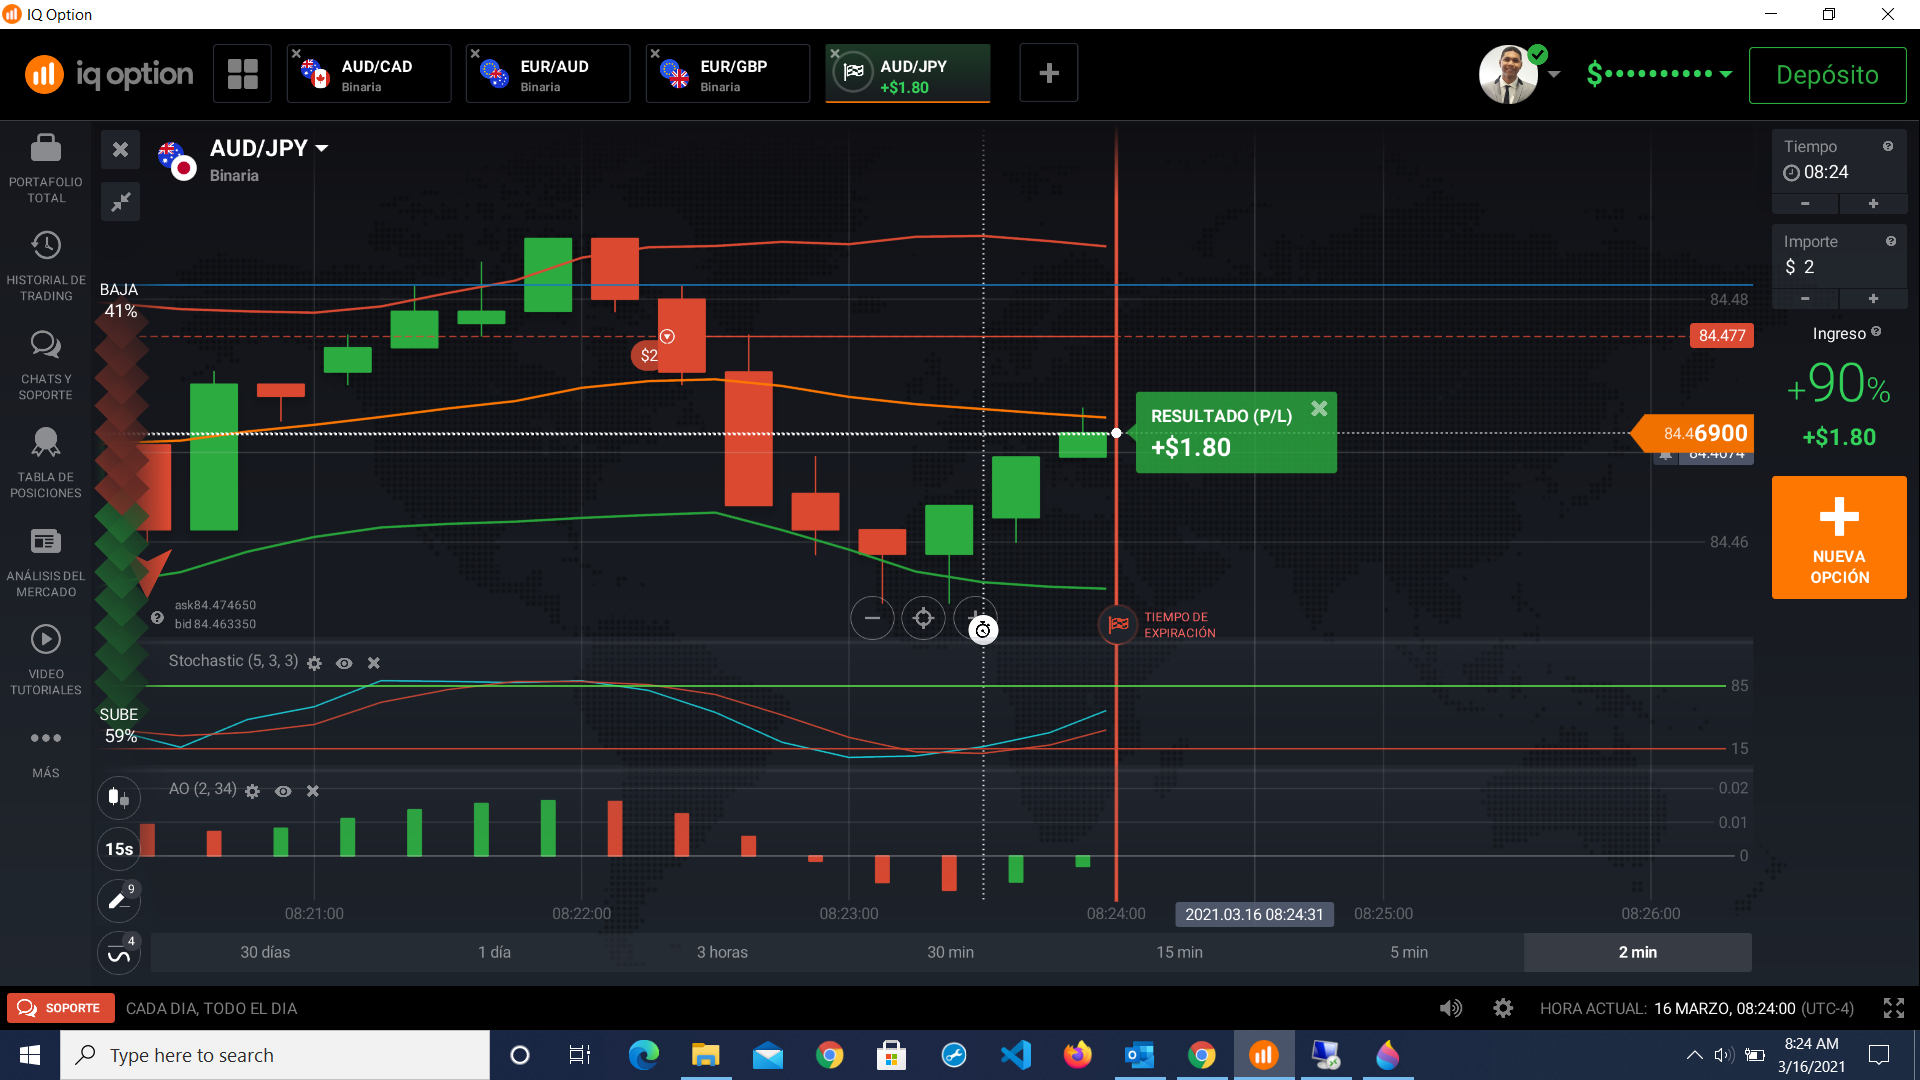 IQ Option
iq option
AUD/CAD
Binaria
EUR/AUD
Binaria
EUR/GBP
Binaria
AUD/JPY
+$1.80
Depósito
PORTAFOLIO
TOTAL
HISTORIAL DE
TRADING
CHATS Y
SOPORTE
TABLA DE
POSICIONES
ANÁLISIS DEL
MERCADO
VIDEO
TUTORIALES
MÁS
AUD/JPY
Binaria
BAJA
41%
SUBE
59%
$2
RESULTADO (P/L)
+$1.80
ask84.474650
bid84.463350
TIEMPO DE
EXPIRACIÓN
84.48
84.477
84.46900
84.4674
84.46
Stochastic (5, 3, 3)
85
15
AO (2, 34)
0.02
0.01
0
15s
9
4
08:21:00
08:22:00
08:23:00
08:24:00
2021.03.16 08:24:31
08:25:00
08:26:00
30 días
1 día
3 horas
30 min
15 min
5 min
2 min
Tiempo
08:24
Importe
$ 2
Ingreso
+90%
+$1.80
NUEVA
OPCIÓN
SOPORTE
CADA DIA, TODO EL DIA
HORA ACTUAL: 16 MARZO, 08:24:00 (UTC-4)
Type here to search
8:24 AM
3/16/2021